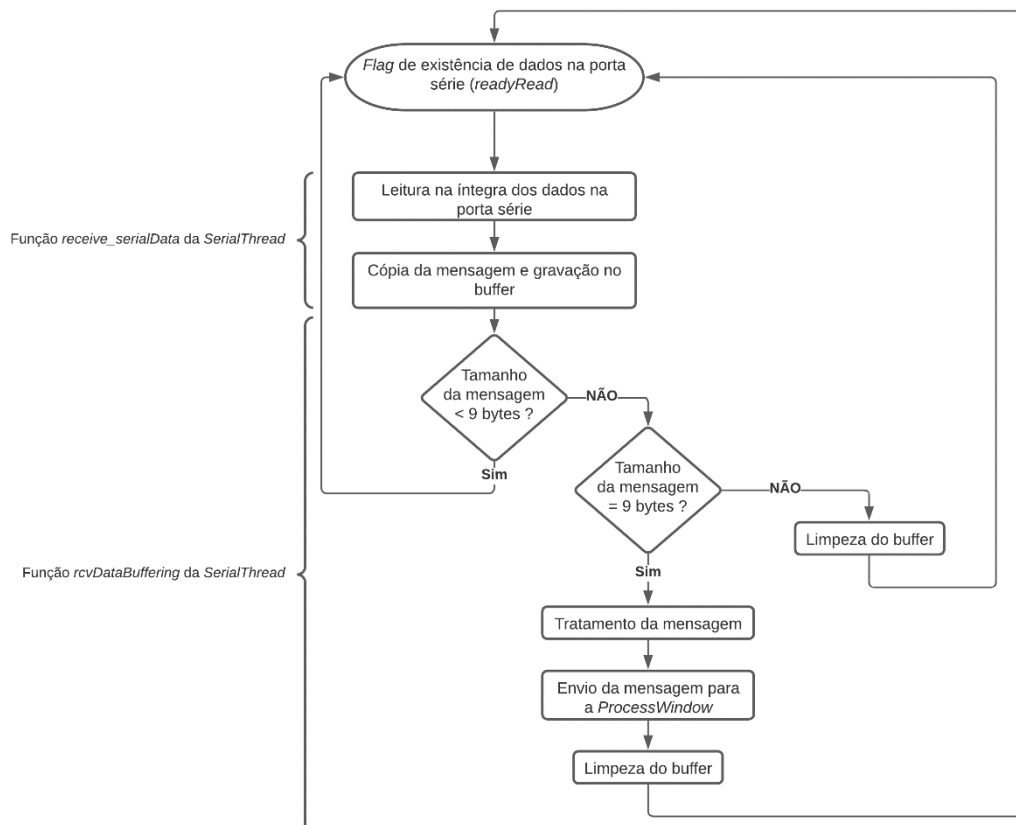 Flag de existência de dados na porta
série (readyRead)
Leitura na íntegra dos dados na
porta série
Função receive_serialData da SerialThread
Cópia da mensagem e gravação no
buffer
Tamanho
da mensagem
< 9 bytes ?
NÃO
Sim
Tamanho
da mensagem
= 9 bytes ?
NÃO
Limpeza do buffer
Sim
Função rcvDataBuffering da SerialThread
Tratamento da mensagem
Envio da mensagem para
a ProcessWindow
Limpeza do buffer